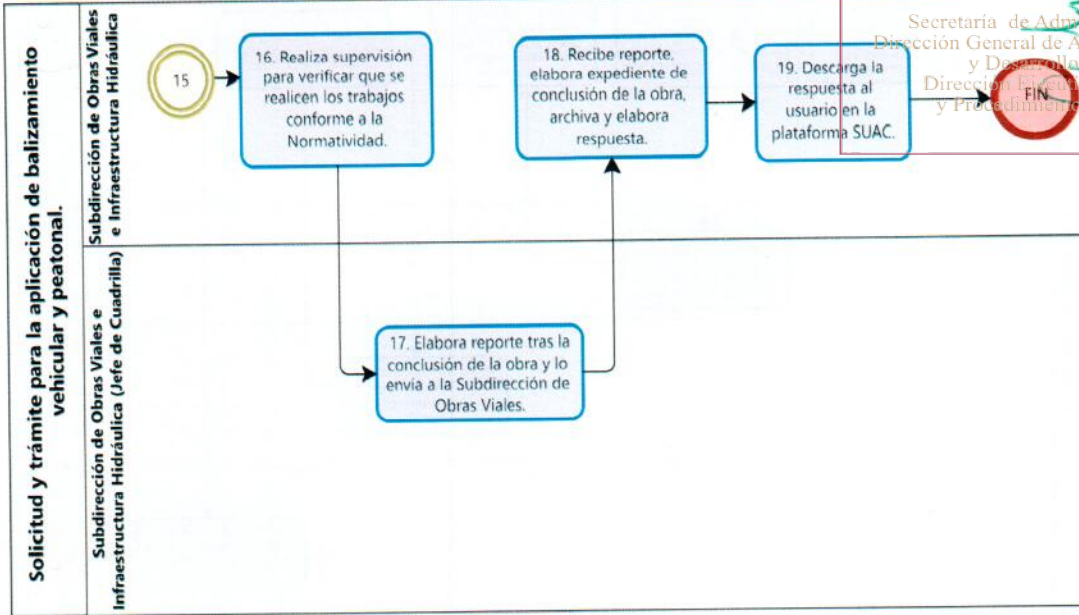 Solicitud y trámite para la aplicación de balizamiento
vehicular y peatonal.
Subdirección de Obras Viales
e Infraestructura Hidráulica
15
16. Realiza supervisión
para verificar que se
realicen los trabajos
conforme a la
Normatividad.
18. Recibe reporte,
elabora expediente de
conclusión de la obra,
archiva y elabora
respuesta.
19. Descarga la
respuesta al
usuario en la
plataforma SUAC.
FIN
Secretaría de Adm
Dirección General de A
y Desarrollo
Dirección
y Procedimiento
Subdirección de Obras Viales e
Infraestructura Hidráulica (Jefe de Cuadrilla)
17. Elabora reporte tras la
conclusión de la obra y lo
envía a la Subdirección de
Obras Viales.